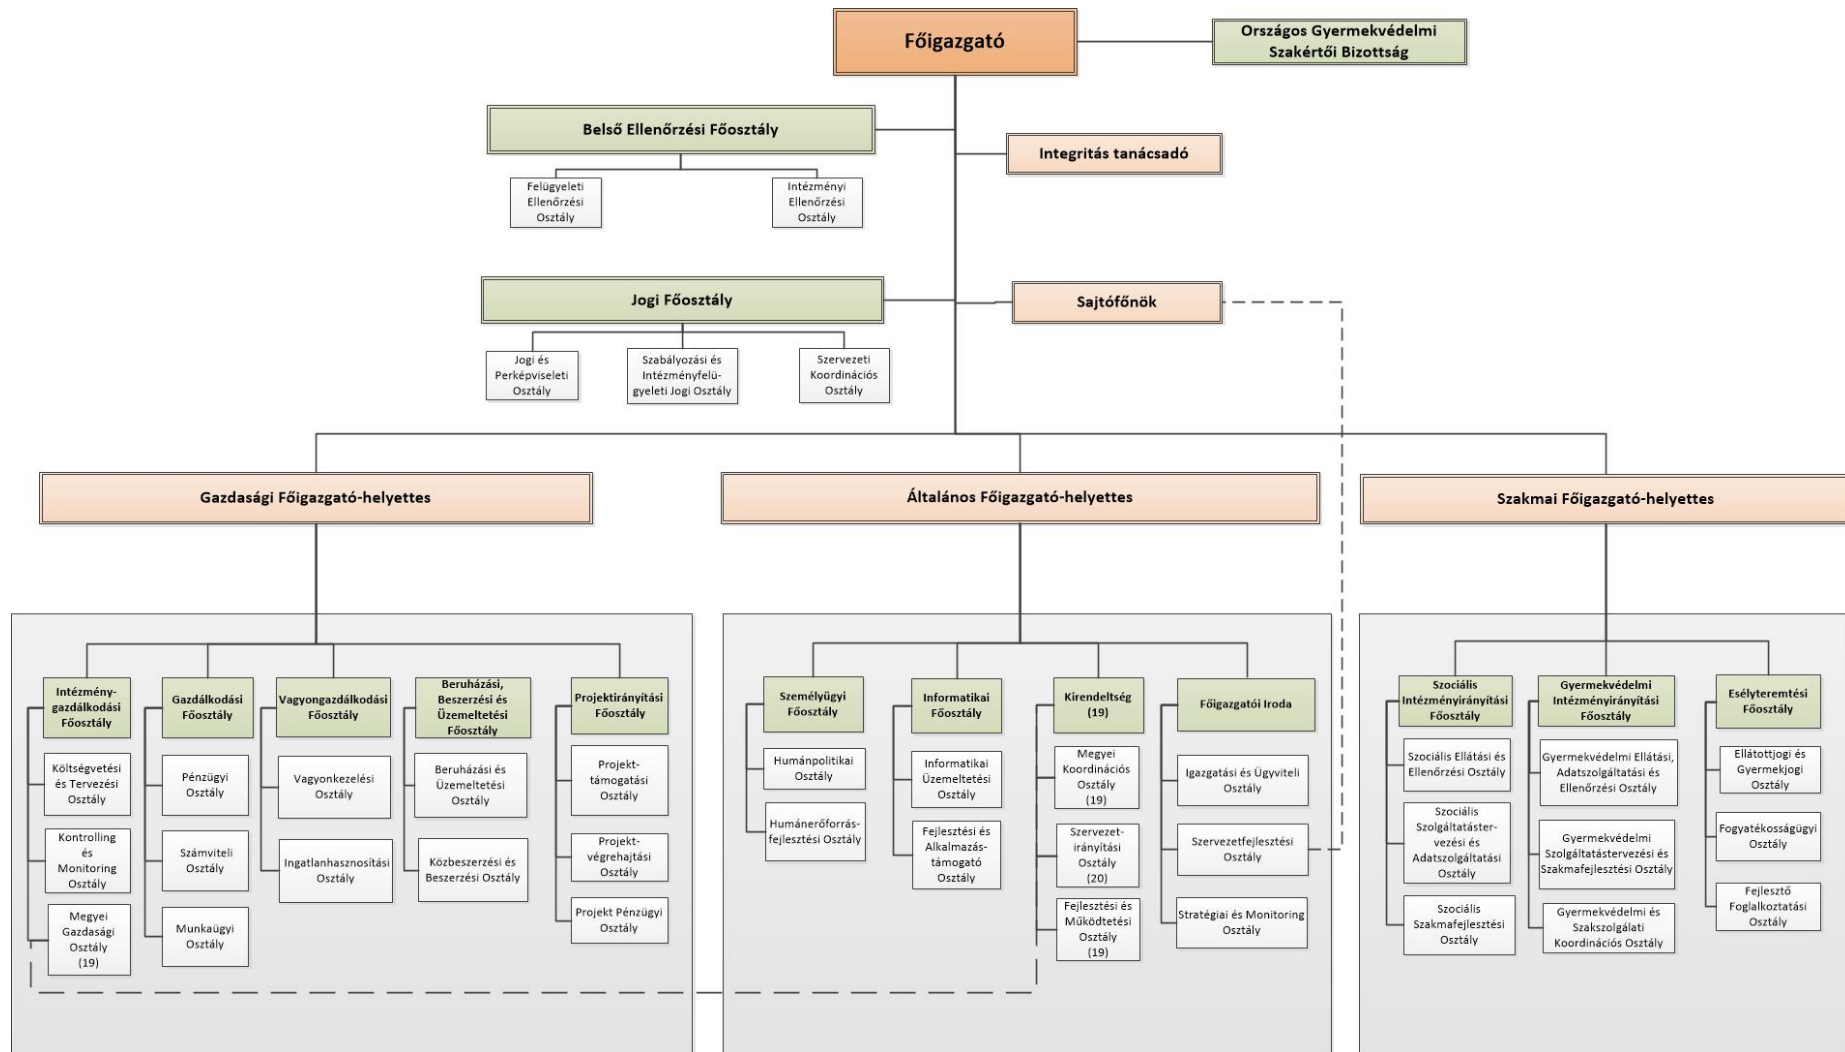 Főigazgató
Országos Gyermekvédelmi
Szakértői Bizottság
Belső Ellenőrzési Főosztály
Integritás tanácsadó
Felügyeleti
Ellenőrzési
Osztály
Intézményi
Ellenőrzési
Osztály
Jogi Főosztály
Sajtófőnök
Jogi és
Perképviseleti
Osztály
Szabályozási és
Intézményfelü-
gyeleti Jogi Osztály
Szervezeti
Koordinációs
Osztály
Gazdasági Főigazgató-helyettes
Általános Főigazgató-helyettes
Szakmai Főigazgató-helyettes
Intézmény-
gazdálkodási
Főosztály
Költségvetési
és Tervezési
Osztály
Kontrolling
és
Monitoring
Osztály
Megyei
Gazdasági
Osztály
(19)
Gazdálkodási
Főosztály
Pénzügyi
Osztály
Számviteli
Osztály
Munkaügyi
Osztály
Vagyongazdálkodási
Főosztály
Vagyonkezelési
Osztály
Ingatlanhasznosítási
Osztály
Beruházási,
Beszerzési és
Üzemeltetési
Főosztály
Beruházási és
Üzemeltetési
Osztály
Közbeszerzési és
Beszerzési Osztály
Projektirányítási
Főosztály
Projekt-
támogatási
Osztály
Projekt-
végrehajtási
Osztály
Projekt Pénzügyi
Osztály
Személyügyi
Főosztály
Humánpolitikai
Osztály
Humánerőforrás-
fejlesztési Osztály
Informatikai
Főosztály
Informatikai
Üzemeltetési
Osztály
Fejlesztési és
Alkalmazás-
támogató
Osztály
Kirendeltség
(19)
Megyei
Koordinációs
Osztály
(19)
Szervezet-
irányítási
Osztály
(20)
Fejlesztési és
Működtetési
Osztály
(19)
Főigazgatói Iroda
Igazgatási és Ügyviteli
Osztály
Szervezetfejlesztési
Osztály
Stratégiai és Monitoring
Osztály
Szociális
Intézményirányítási
Főosztály
Szociális Ellátási és
Ellenőrzési Osztály
Szociális
Szolgáltatáster-
vezési és
Adatszolgáltatási
Osztály
Szociális
Szakmafejlesztési
Osztály
Gyermekvédelmi
Intézményirányítási
Főosztály
Gyermekvédelmi Ellátási,
Adatszolgáltatási és
Ellenőrzési Osztály
Gyermekvédelmi
Szolgáltatástervezési és
Szakmafejlesztési Osztály
Gyermekvédelmi és
Szakszolgálati
Koordinációs Osztály
Esélyteremtési
Főosztály
Ellátottjogi és
Gyermekjogi
Osztály
Fogyatékosságügyi
Osztály
Fejlesztő
Foglalkoztatási
Osztály